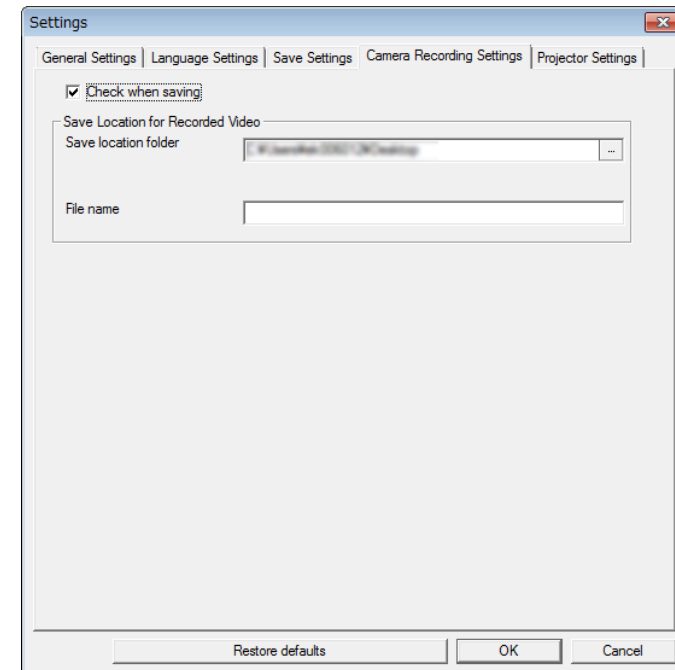 Settings
General Settings Language Settings Save Settings Camera Recording Settings Projector Settings
Check when saving
Save Location for Recorded Video
Save location folder
...
File name
Restore defaults OK Cancel